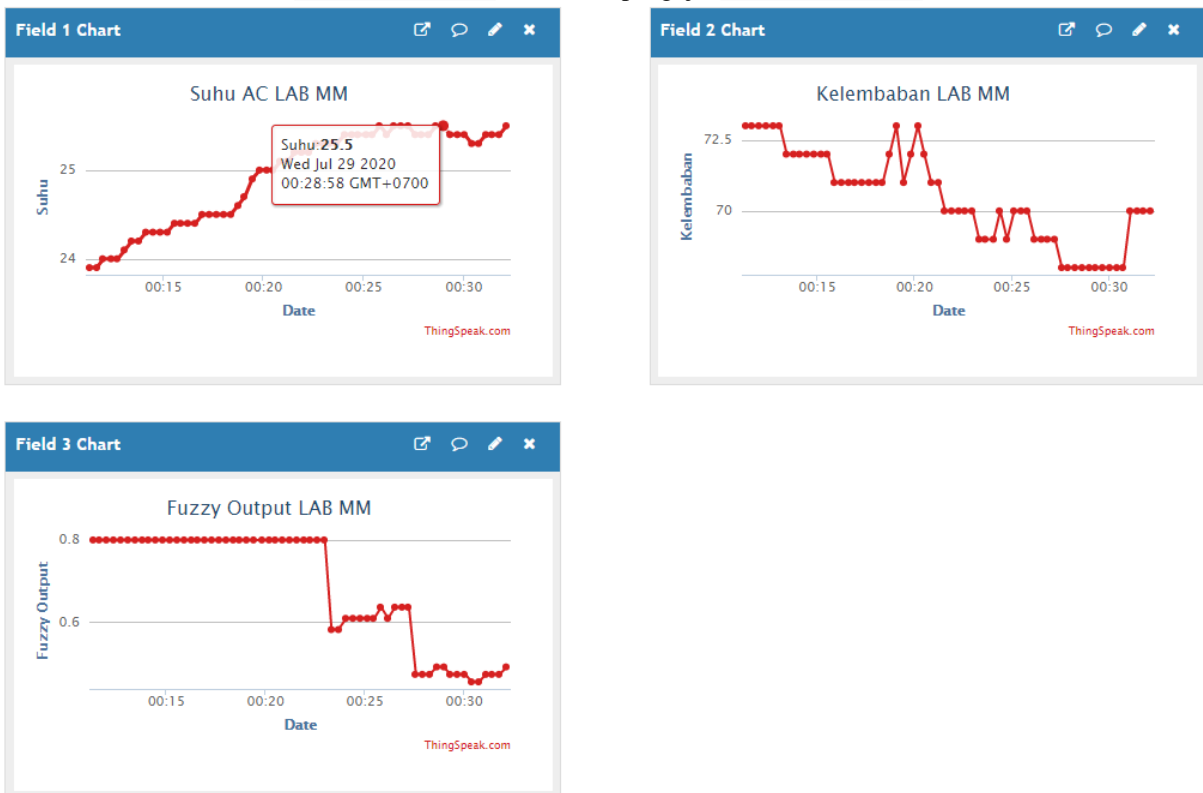 Field 1 Chart
Suhu AC LAB MM
Suhu
25
24
Suhu:25.5
Wed Jul 29 2020
00:28:58 GMT+0700
00:15 00:20 00:25 00:30
Date
ThingSpeak.com
Field 2 Chart
Kelembaban LAB MM
Kelembaban
72.5
70
00:15 00:20 00:25 00:30
Date
ThingSpeak.com
Field 3 Chart
Fuzzy Output LAB MM
Fuzzy Output
0.8
0.6
00:15 00:20 00:25 00:30
Date
ThingSpeak.com